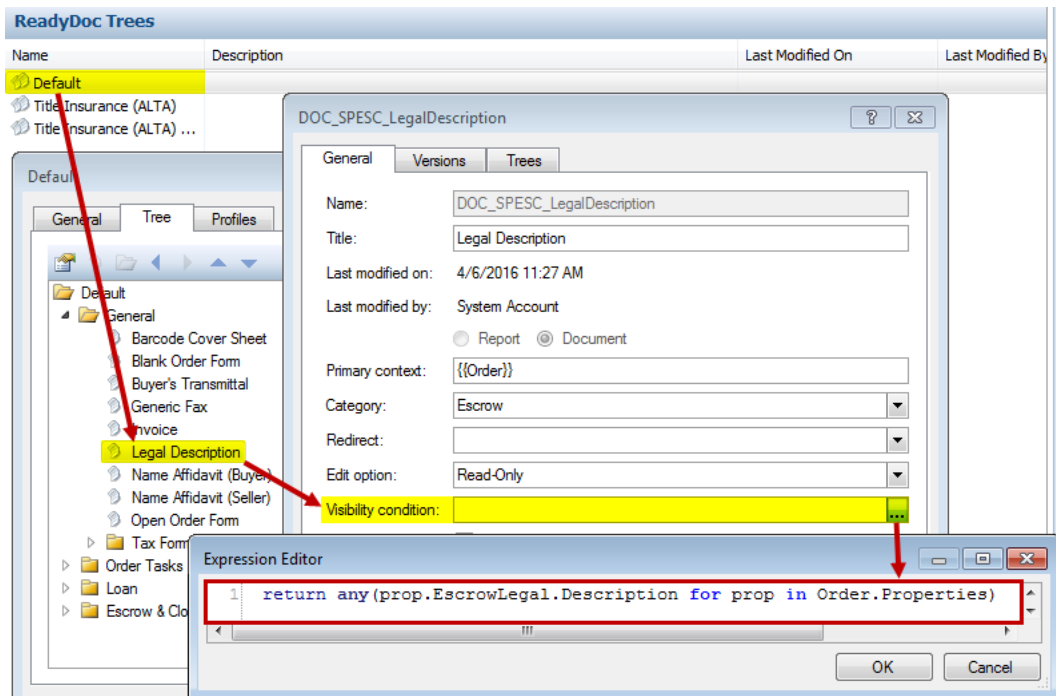 ReadyDoc Trees
Name Description Last Modified On Last Modified By
Default
Title Insurance (ALTA)
Title Insurance (ALTA) ...
DOC_SPESC_LegalDescription
General Versions Trees
Name: DOC_SPESC_LegalDescription
Title: Legal Description
Last modified on: 4/6/2016 11:27 AM
Last modified by: System Account
Report Document
Primary context: {{Order}}
Category: Escrow
Redirect:
Edit option: Read-Only
Visibility condition: ...
Default
General Tree Profiles
Default
General
Barcode Cover Sheet
Blank Order Form
Buyer's Transmittal
Generic Fax
Invoice
Legal Description
Name Affidavit (Buyer)
Name Affidavit (Seller)
Open Order Form
Tax Form
Order Tasks
Loan
Escrow & Clo
Expression Editor
1 return any(prop.EscrowLegal.Description for prop in Order.Properties)
OK Cancel